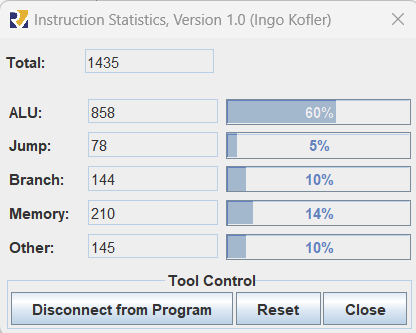 Instruction Statistics, Version 1.0 (Ingo Kofler)
Total: 1435
ALU: 858 60%
Jump: 78 5%
Branch: 144 10%
Memory: 210 14%
Other: 145 10%
Tool Control
Disconnect from Program Reset Close